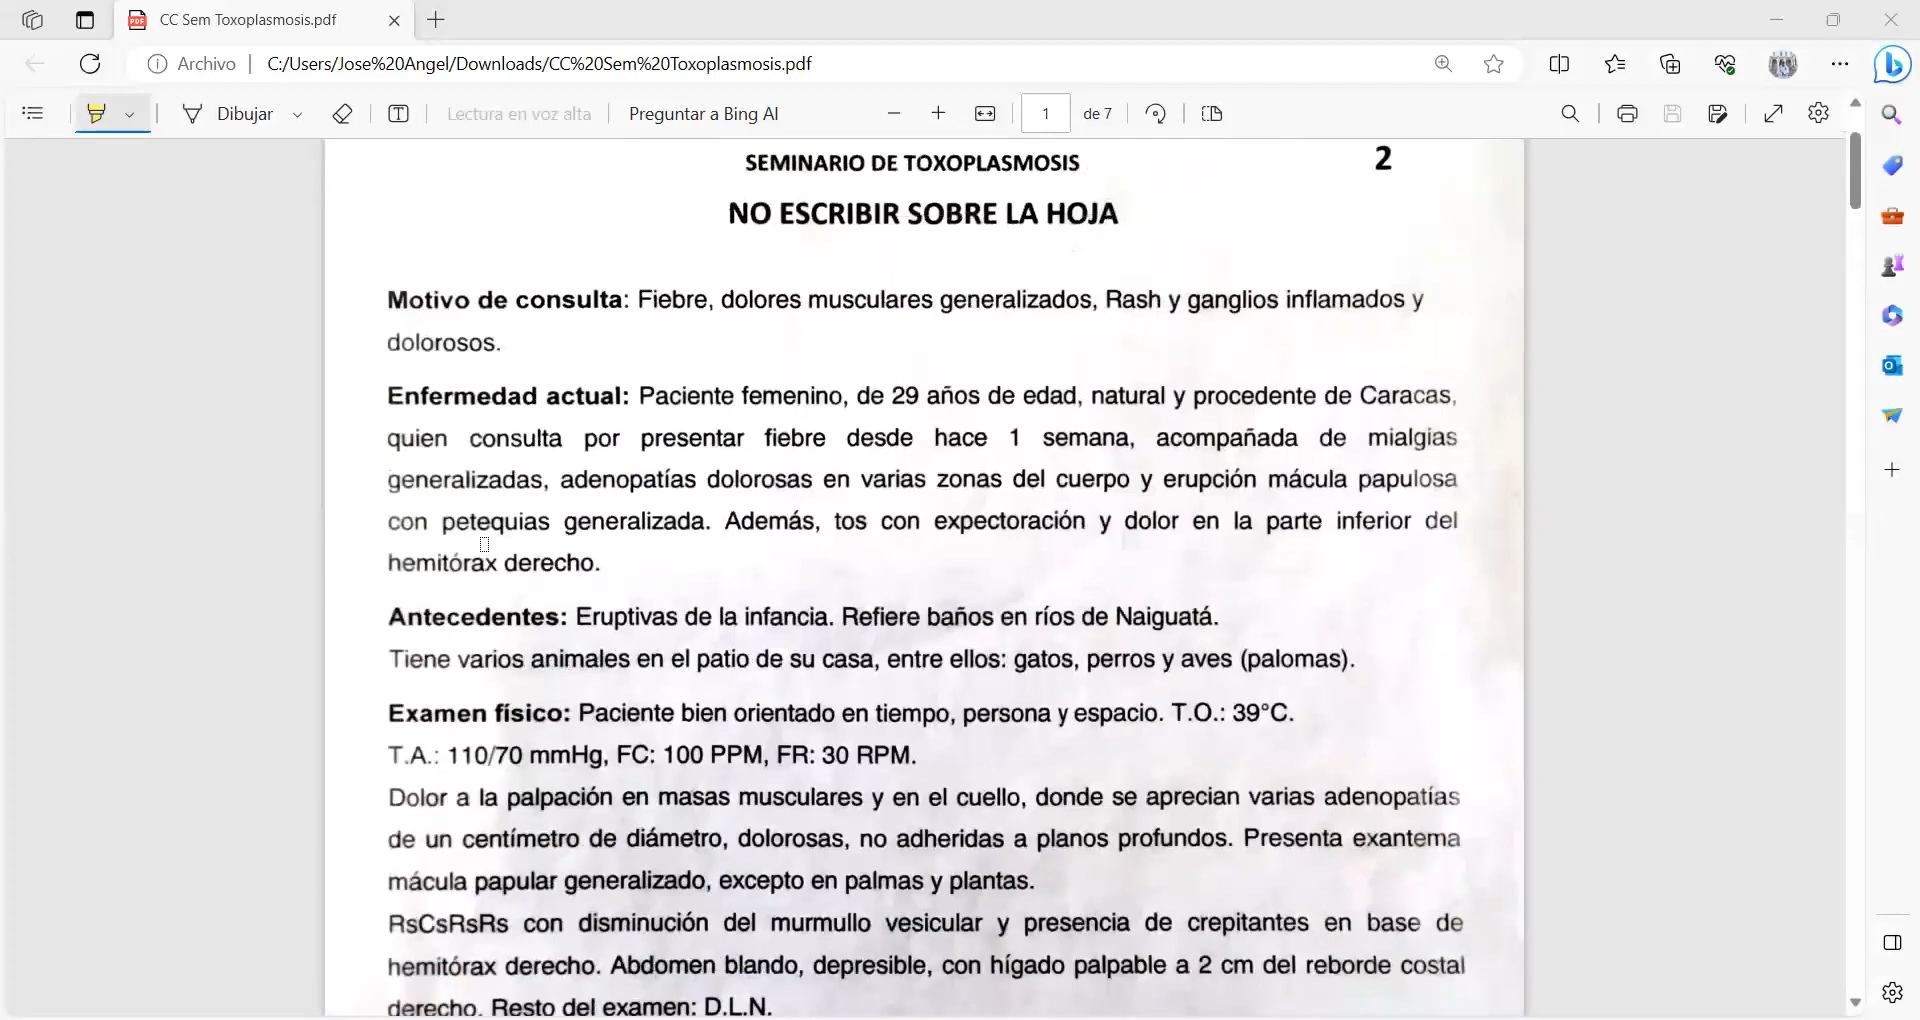 CC Sem Toxoplasmosis.pdf
Archivo | C:/Users/Jose%20Angel/Downloads/CC%20Sem%20Toxoplasmosis.pdf
Dibujar Lectura en voz alta Preguntar a Bing AI 1 de 7
SEMINARIO DE TOXOPLASMOSIS 2
NO ESCRIBIR SOBRE LA HOJA
Motivo de consulta: Fiebre, dolores musculares generalizados, Rash y ganglios inflamados y
dolorosos.
Enfermedad actual: Paciente femenino, de 29 años de edad, natural y procedente de Caracas,
quien consulta por presentar fiebre desde hace 1 semana, acompañada de mialgias
generalizadas, adenopatías dolorosas en varias zonas del cuerpo y erupción mácula papulosa
con petequias generalizada. Además, tos con expectoración y dolor en la parte inferior del
hemitórax derecho.
Antecedentes: Eruptivas de la infancia. Refiere baños en ríos de Naiguatá.
Tiene varios animales en el patio de su casa, entre ellos: gatos, perros y aves (palomas).
Examen físico: Paciente bien orientado en tiempo, persona y espacio. T.O.: 39°C.
T.A.: 110/70 mmHg, FC: 100 PPM, FR: 30 RPM.
Dolor a la palpación en masas musculares y en el cuello, donde se aprecian varias adenopatías
de un centímetro de diámetro, dolorosas, no adheridas a planos profundos. Presenta exantema
mácula papular generalizado, excepto en palmas y plantas.
RsCsRsRs con disminución del murmullo vesicular y presencia de crepitantes en base de
hemitórax derecho. Abdomen blando, depresible, con hígado palpable a 2 cm del reborde costal
derecho. Resto del examen: D.L.N.